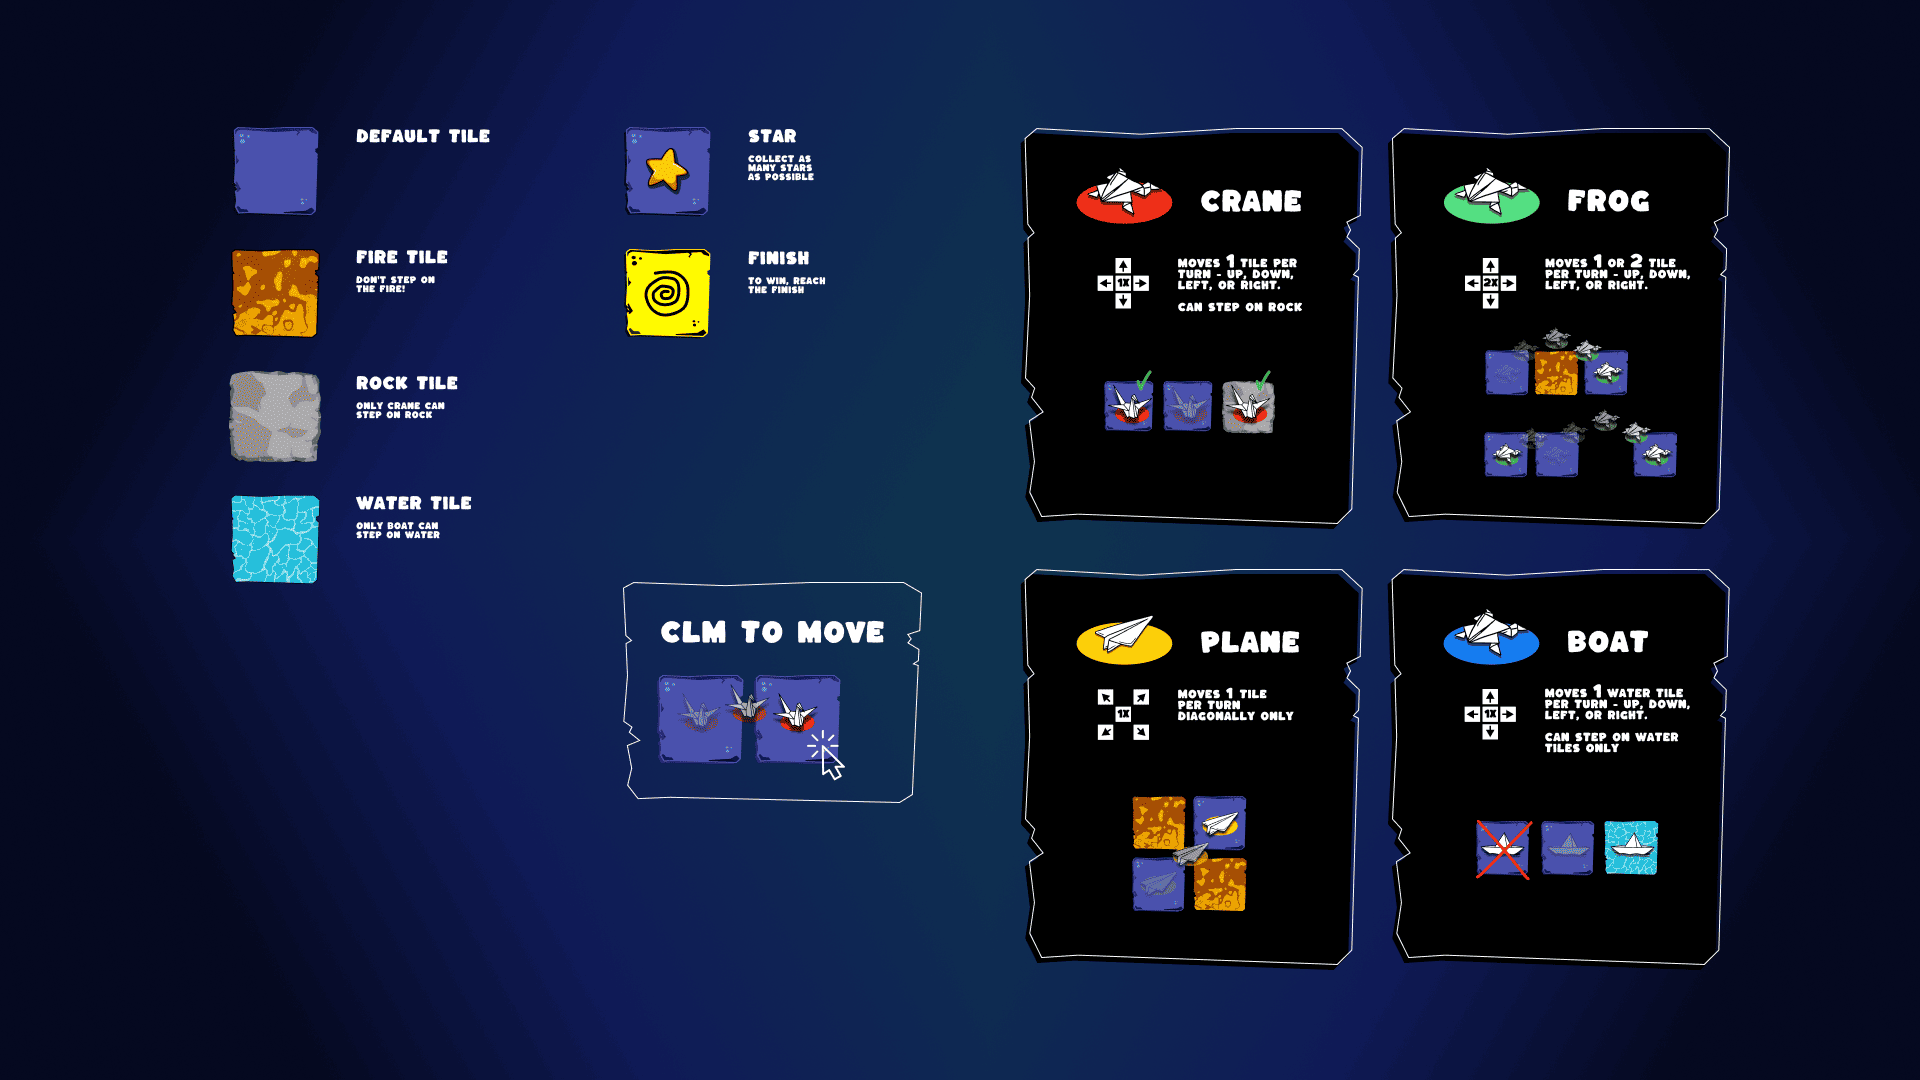 DEFAULT TILE
FIRE TILE
DON'T STEP ON
THE FIRE!
ROCK TILE
ONLY CRANE CAN
STEP ON ROCK
WATER TILE
ONLY BOAT CAN
STEP ON WATER
STAR
COLLECT AS
MANY STARS
AS POSSIBLE
FINISH
TO WIN, REACH
THE FINISH
CLM TO MOVE
CRANE
1X
MOVES 1 TILE PER
TURN - UP, DOWN,
LEFT, OR RIGHT.
CAN STEP ON ROCK
FROG
2X
MOVES 1 OR 2 TILE
PER TURN - UP, DOWN,
LEFT, OR RIGHT.
PLANE
1X
MOVES 1 TILE
PER TURN
DIAGONALLY ONLY
BOAT
1X
MOVES 1 WATER TILE
PER TURN - UP, DOWN,
LEFT, OR RIGHT.
CAN STEP ON WATER
TILES ONLY